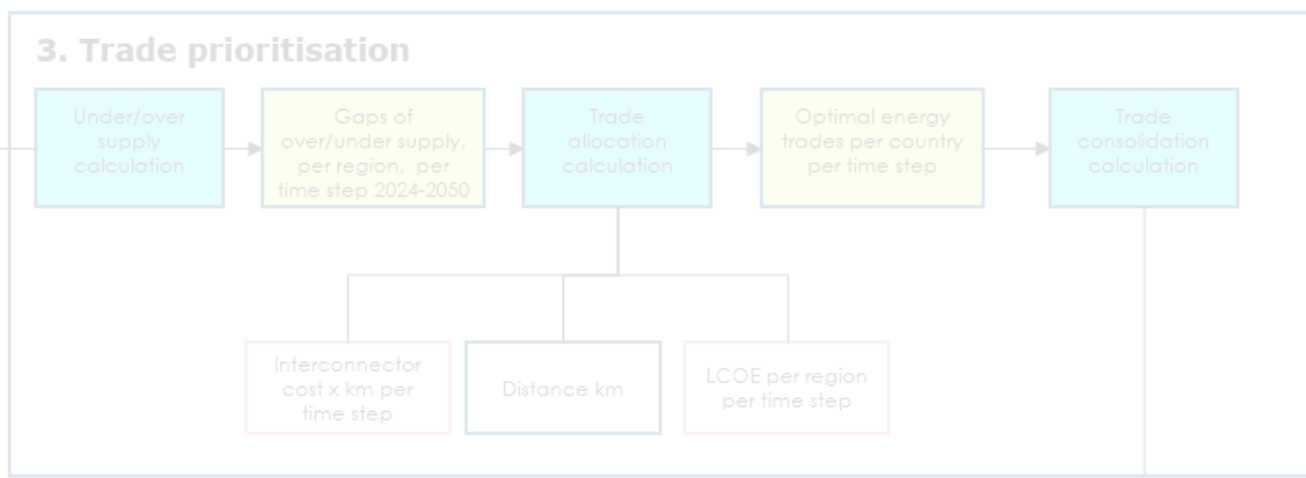 3. Trade prioritisation
Under/over
supply
calculation
Gaps of
over/under supply,
per region, per
time step 2024-2050
Trade
allocation
calculation
Optimal energy
trades per country
per time step
Trade
consolidation
calculation
Interconnector
cost x km per
time step
Distance km
LCOE per region
per time step